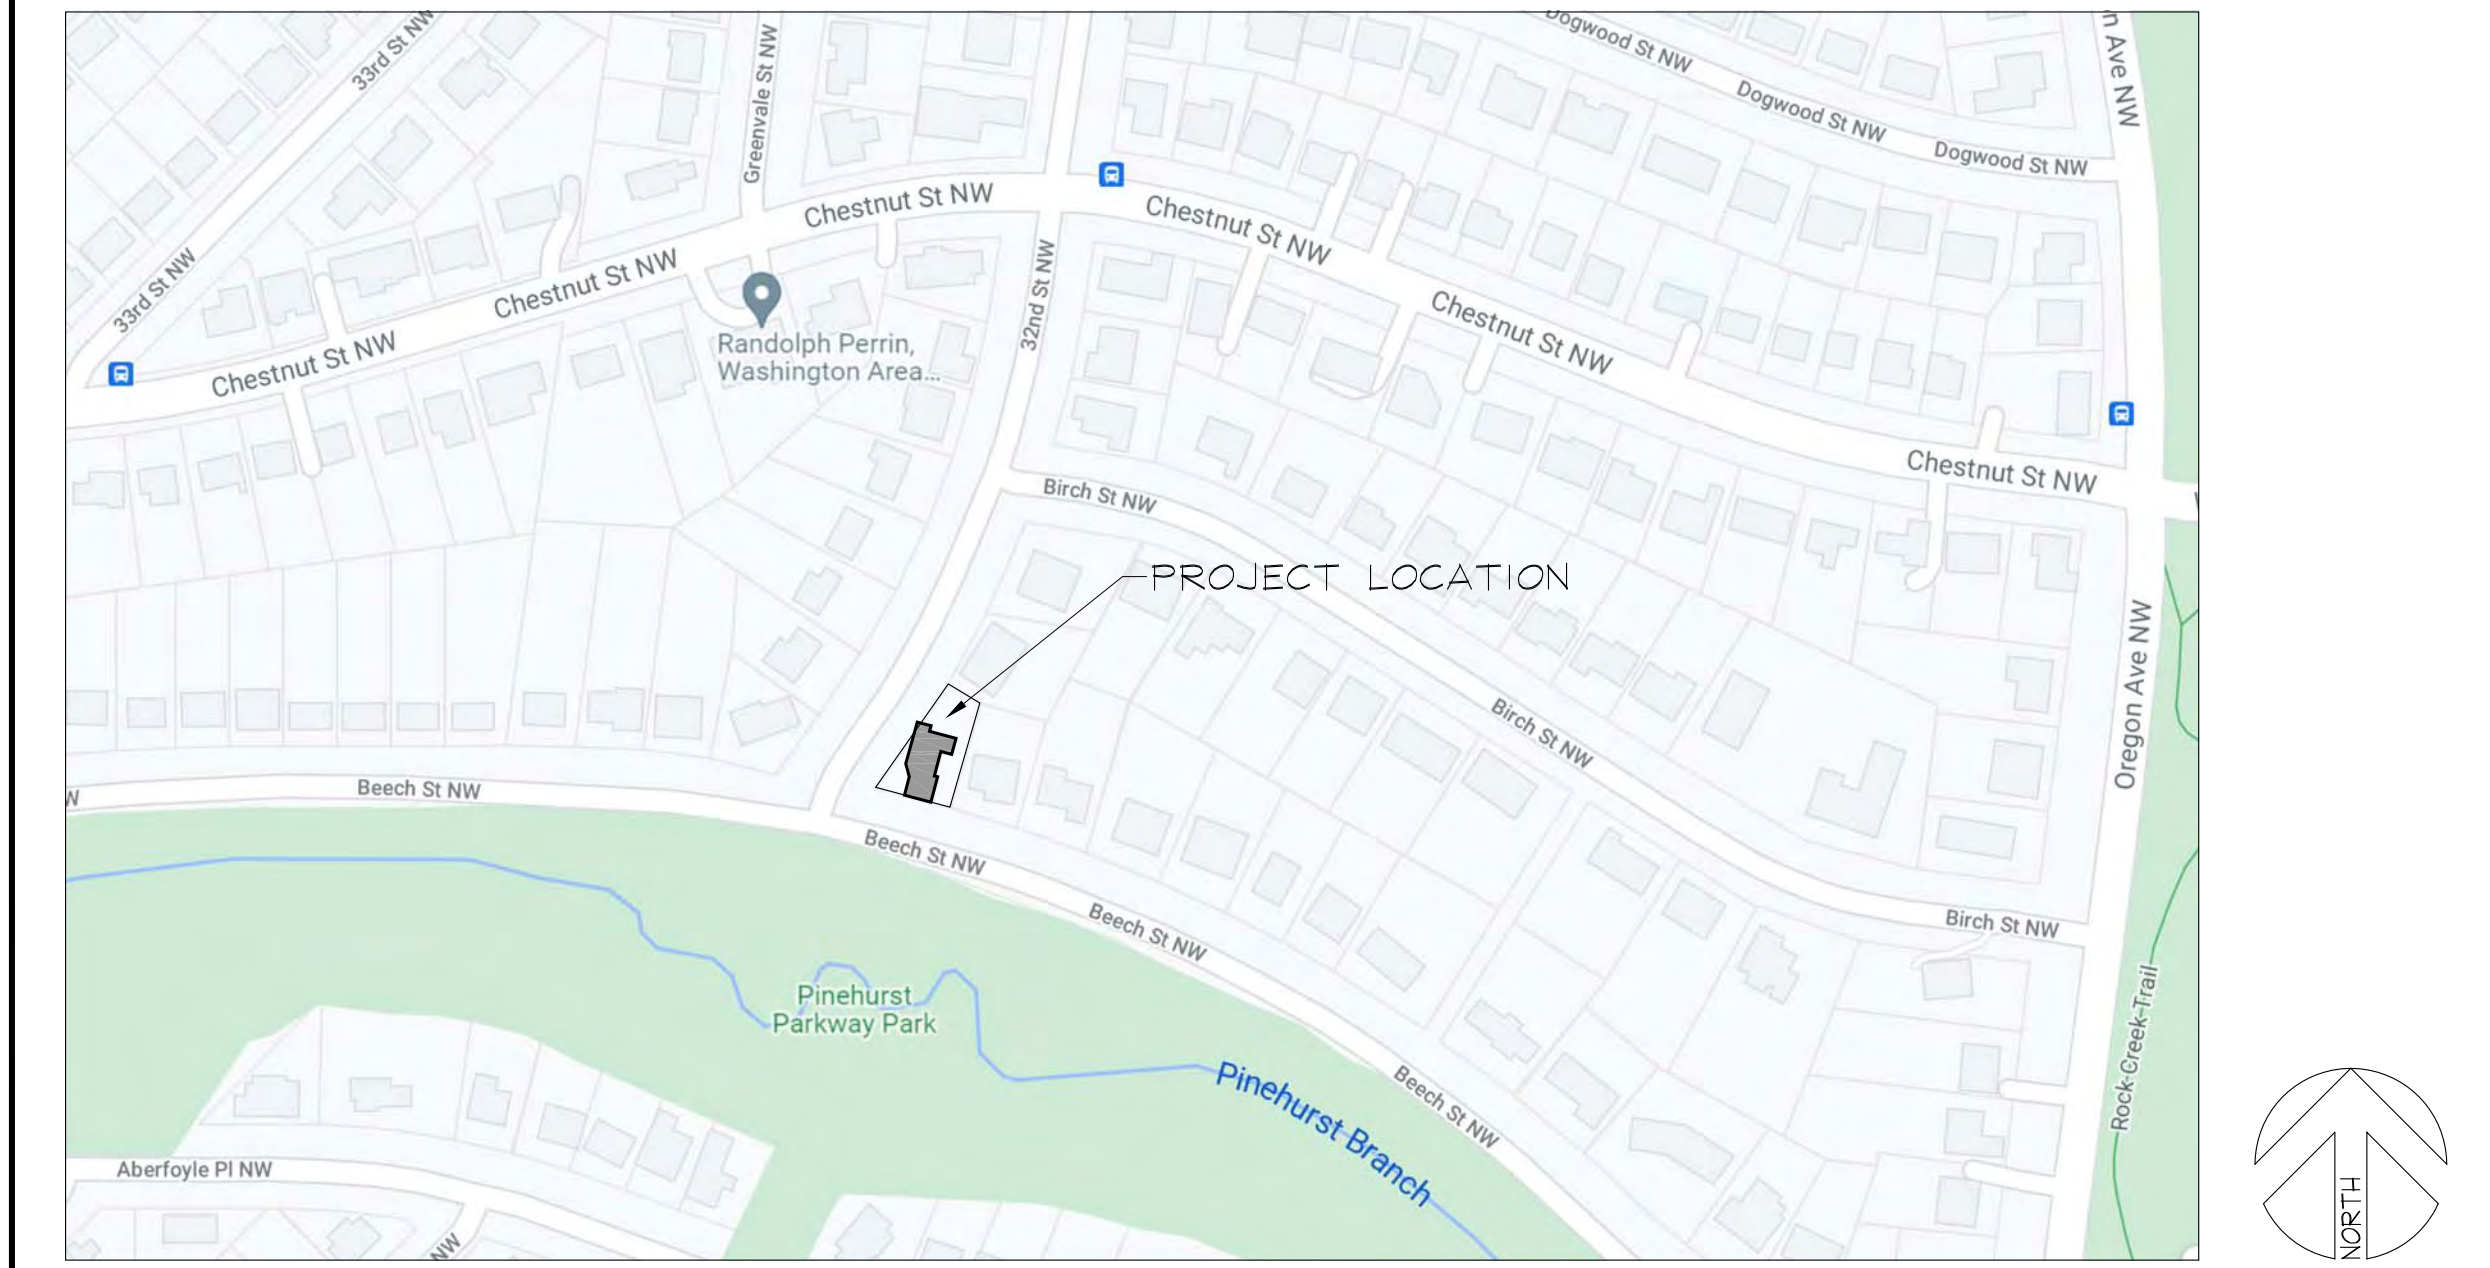 33rd St NW
Greenvale St NW
Dogwood St NW
Dogwood St NW
Dogwood St NW
n Ave NW
Chestnut St NW
Chestnut St NW
33rd St NW
Chestnut St NW
32nd St NW
Randolph Perrin,
Washington Area...
Chestnut St NW
Chestnut St NW
Chestnut St NW
Birch St NW
PROJECT LOCATION
Oregon Ave NW
Birch St NW
W
Beech St NW
Beech St NW
Beech St NW
Birch St NW
Pinehurst
Parkway Park
Rock Creek Trail
Pinehurst Branch
Beech St NW
Aberfoyle Pl NW
NW
NORTH